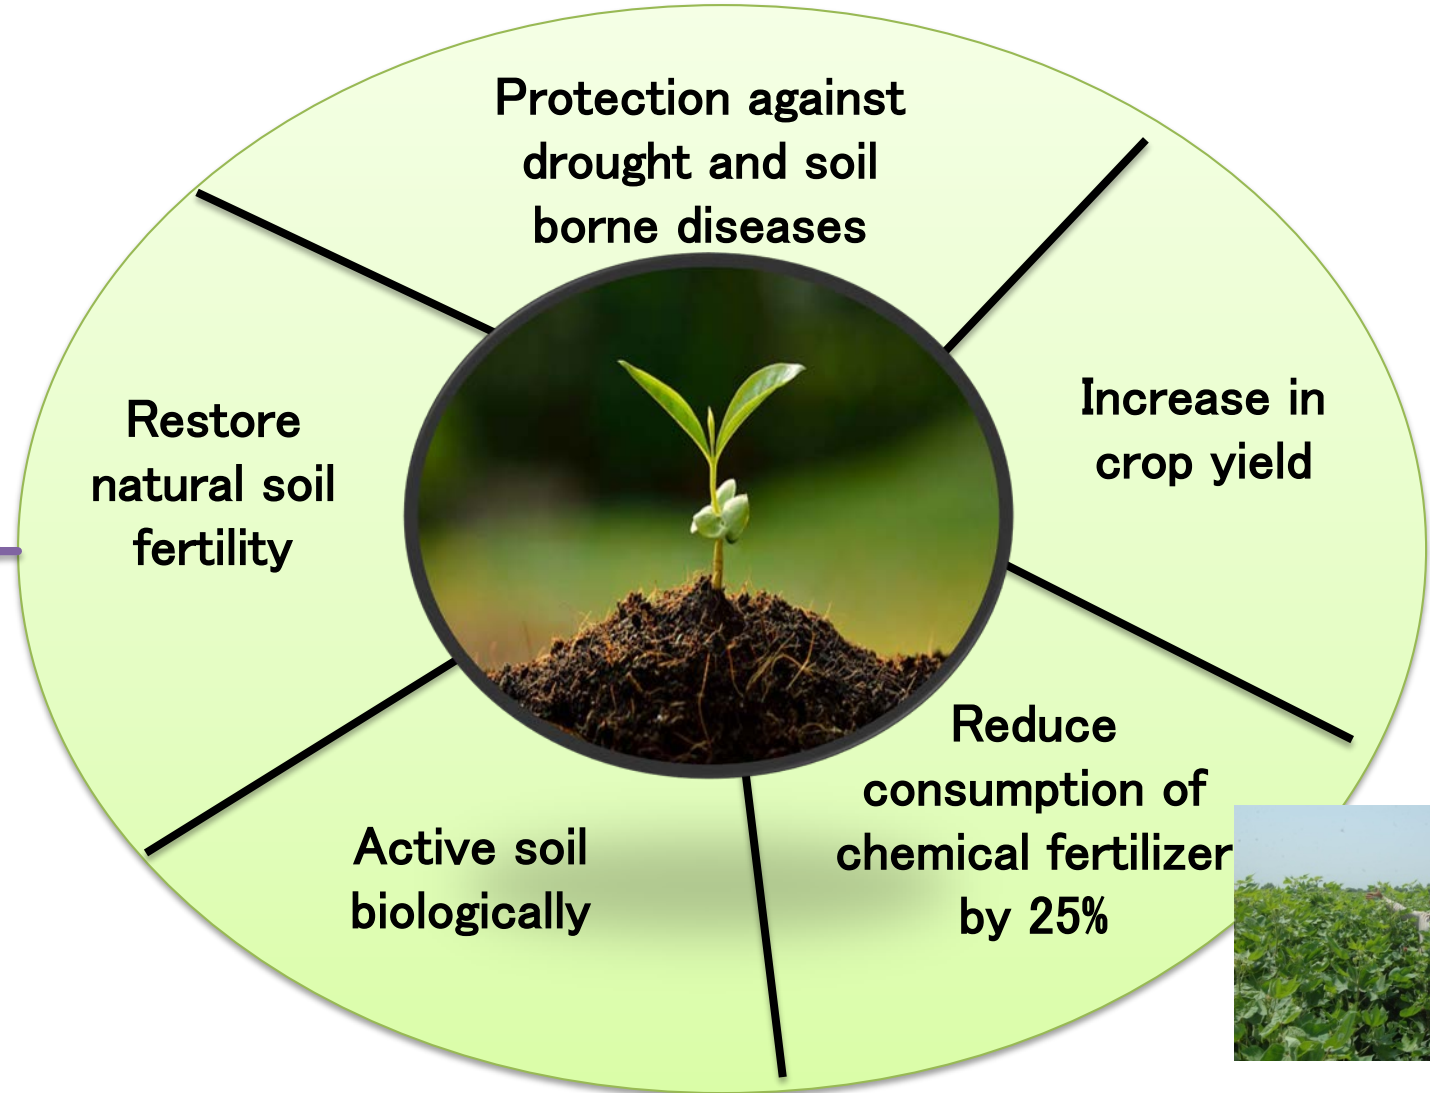 Protection against
drought and soil
borne diseases
Increase in
crop yield
Restore
natural soil
fertility
Reduce
consumption of
chemical fertilizer
by 25%
Active soil
biologically